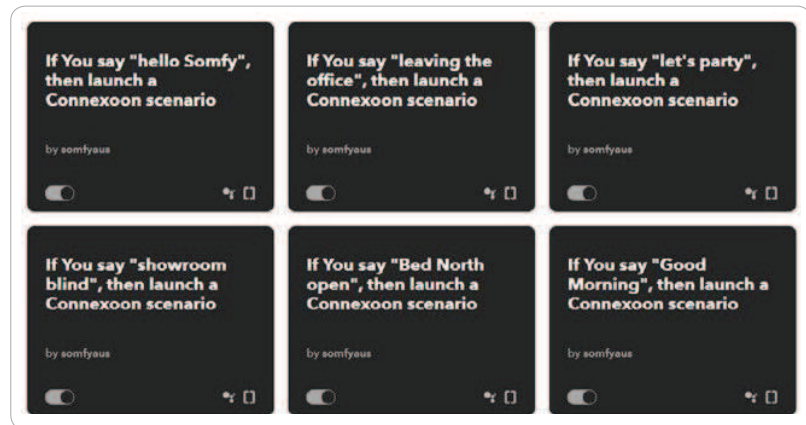 If You say "hello Somfy",
then launch a
Connexoon scenario
by somfyaus
If You say "leaving the
office", then launch a
Connexoon scenario
by somfyaus
If You say "let's party",
then launch a
Connexoon scenario
by somfyaus
If You say "showroom
blind", then launch a
Connexoon scenario
by somfyaus
If You say "Bed North
open", then launch a
Connexoon scenario
by somfyaus
If You say "Good
Morning", then launch a
Connexoon scenario
by somfyaus